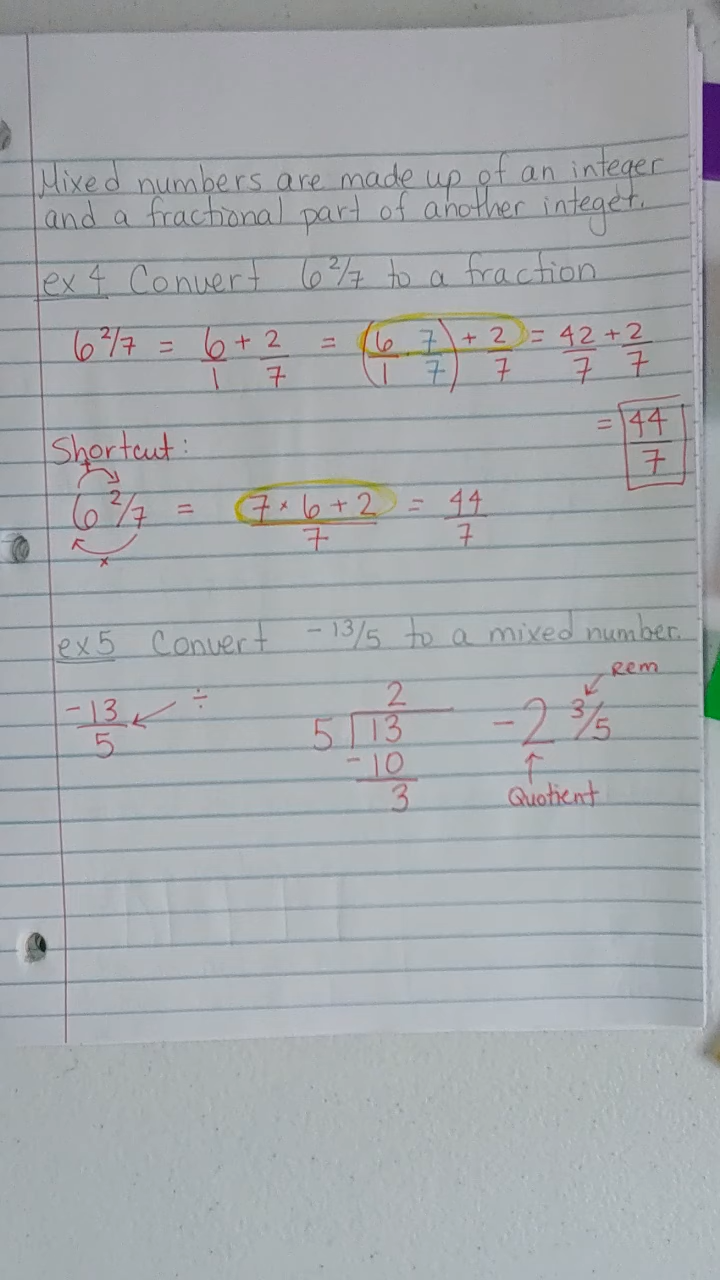 Mixed numbers are made up of an integer
and a fractional part of another integer.
ex 4 Convert 6 2/7 to a fraction
6 2/7 = 6/1 + 2/7 = (6/1 7/7) + 2/7 = 42/7 + 2/7
= 44/7
Shortcut:
6 2/7 = 7 × 6 + 2 / 7 = 44/7
x
ex 5 Convert -13/5 to a mixed number.
Rem
-13/5 ÷
2
5 13 -2 3/5
-10
3 Quotient